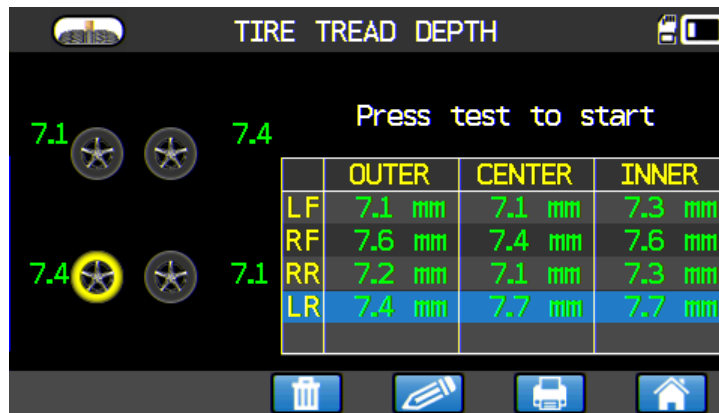 TIRE TREAD DEPTH
Press test to start
7.1 7.4
7.4 7.1
OUTER CENTER INNER
LF 7.1 mm 7.1 mm 7.3 mm
RF 7.6 mm 7.4 mm 7.6 mm
RR 7.2 mm 7.1 mm 7.3 mm
LR 7.4 mm 7.7 mm 7.7 mm